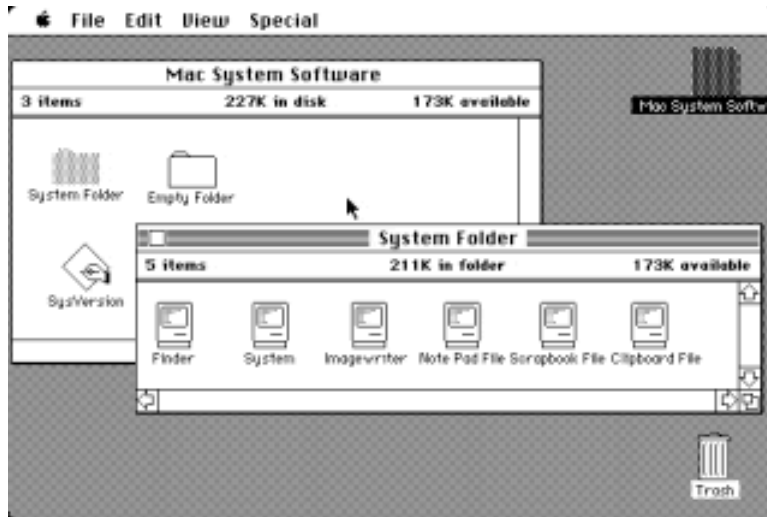 File Edit View Special
Mac System Software
3 items 227K in disk 173K available
Mac System Softw
System Folder Empty Folder
System Folder
5 items 211K in folder 173K available
SysVersion
Finder System Imagewriter Note Pad File Scrapbook File Clipboard File
Trash